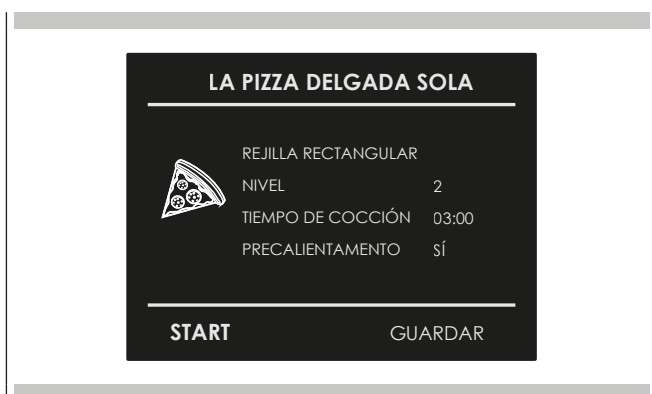 LA PIZZA DELGADA SOLA
REJILLA RECTANGULAR
NIVEL 2
TIEMPO DE COCCIÓN 03:00
PRECALIENTAMENTO SÍ
START GUARDAR